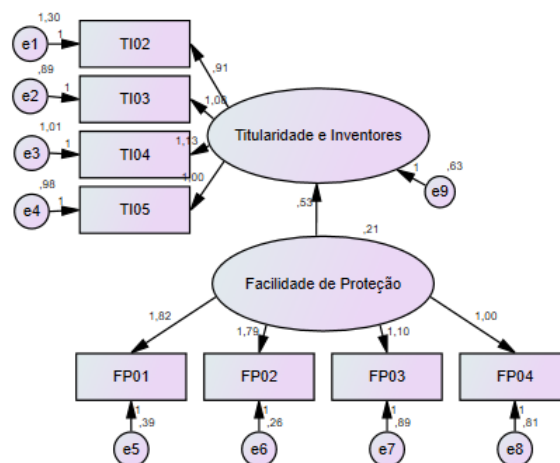 1,30
e1 1 TI02
,91
,89
e2 1 TI03
1,08
1,01
e3 1 TI04
1,13
Titularidade e Inventores
,98
e4 1 TI05
1,00
1 ,63
e9
,53
,21
Facilidade de Proteção
1,82 1,79 1,10 1,00
FP01 FP02 FP03 FP04
1 1 1 1
,39 ,26 ,89 ,81
e5 e6 e7 e8